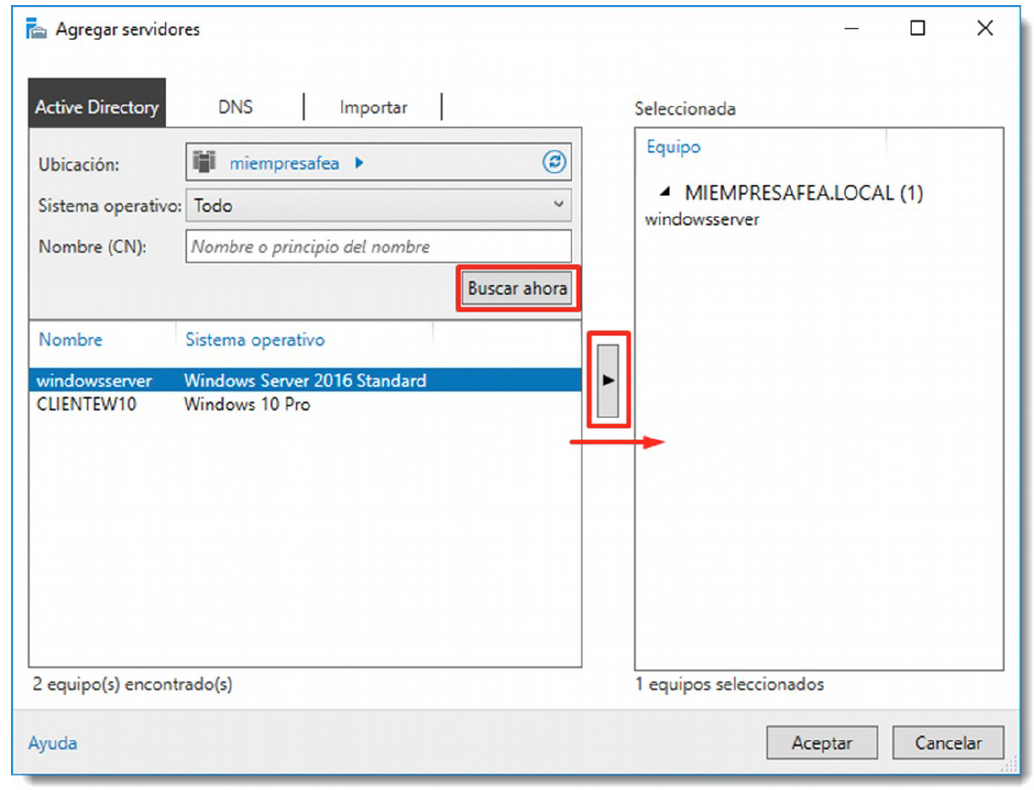 Agregar servidores
Active Directory DNS Importar
Ubicación: miempresafea
Sistema operativo: Todo
Nombre (CN): Nombre o principio del nombre
Buscar ahora
Nombre Sistema operativo
windowsserver Windows Server 2016 Standard
CLIENTEW10 Windows 10 Pro
2 equipo(s) encontrado(s)
Seleccionada
Equipo
MIEMPRESAFEA.LOCAL (1)
windowsserver
1 equipos seleccionados
Ayuda Aceptar Cancelar